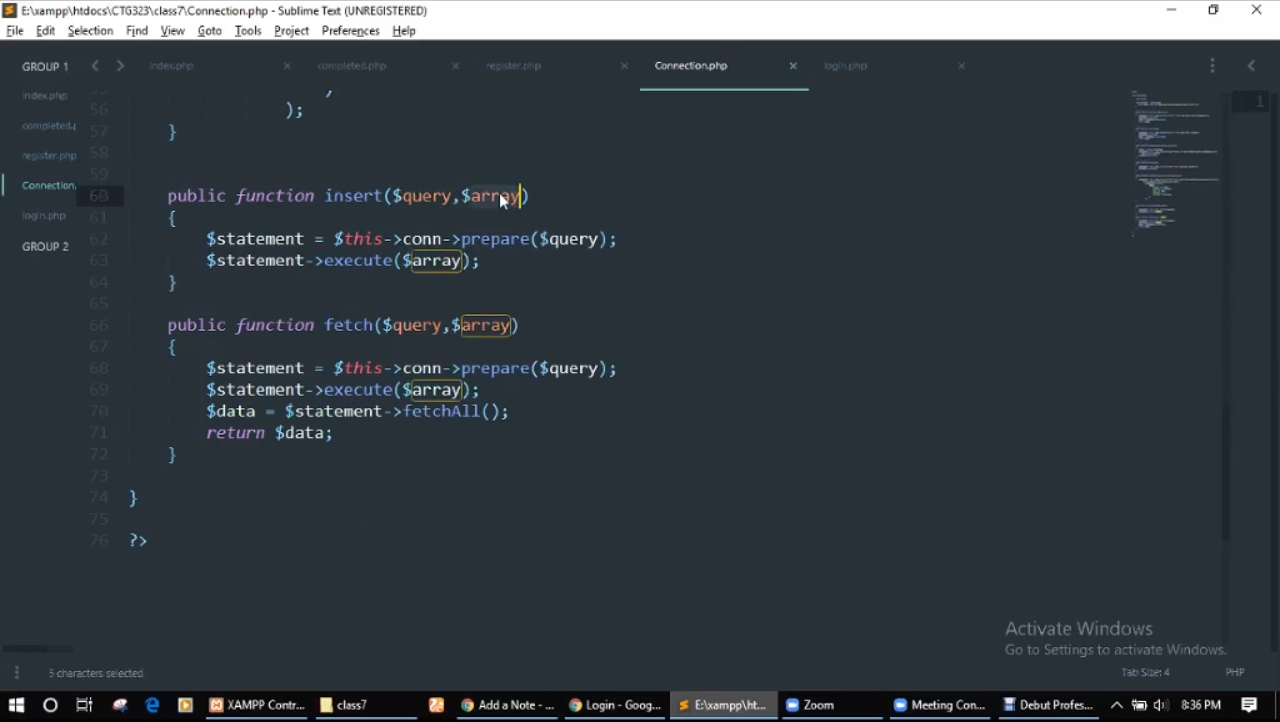 E:\xampp\htdocs\CTG323\class7\Connection.php - Sublime Text (UNREGISTERED)
File Edit Selection Find View Goto Tools Project Preferences Help
GROUP 1 index.php completed.php register.php Connection.php login.php
index.php
completed.p
register.php
Connection.
login.php
GROUP 2
56 );
57 }
58
59
60 public function insert($query,$array)
61 {
62 $statement = $this->conn->prepare($query);
63 $statement->execute($array);
64 }
65
66 public function fetch($query,$array)
67 {
68 $statement = $this->conn->prepare($query);
69 $statement->execute($array);
70 $data = $statement->fetchAll();
71 return $data;
72 }
73
74 }
75
76 ?>
1
Activate Windows
Go to Settings to activate Windows.
5 characters selected Tab Size: 4 PHP
XAMPP Contr... class7 Add a Note - ... Login - Goog... E:\xampp\ht... Zoom Meeting Con... Debut Profes... 8:36 PM